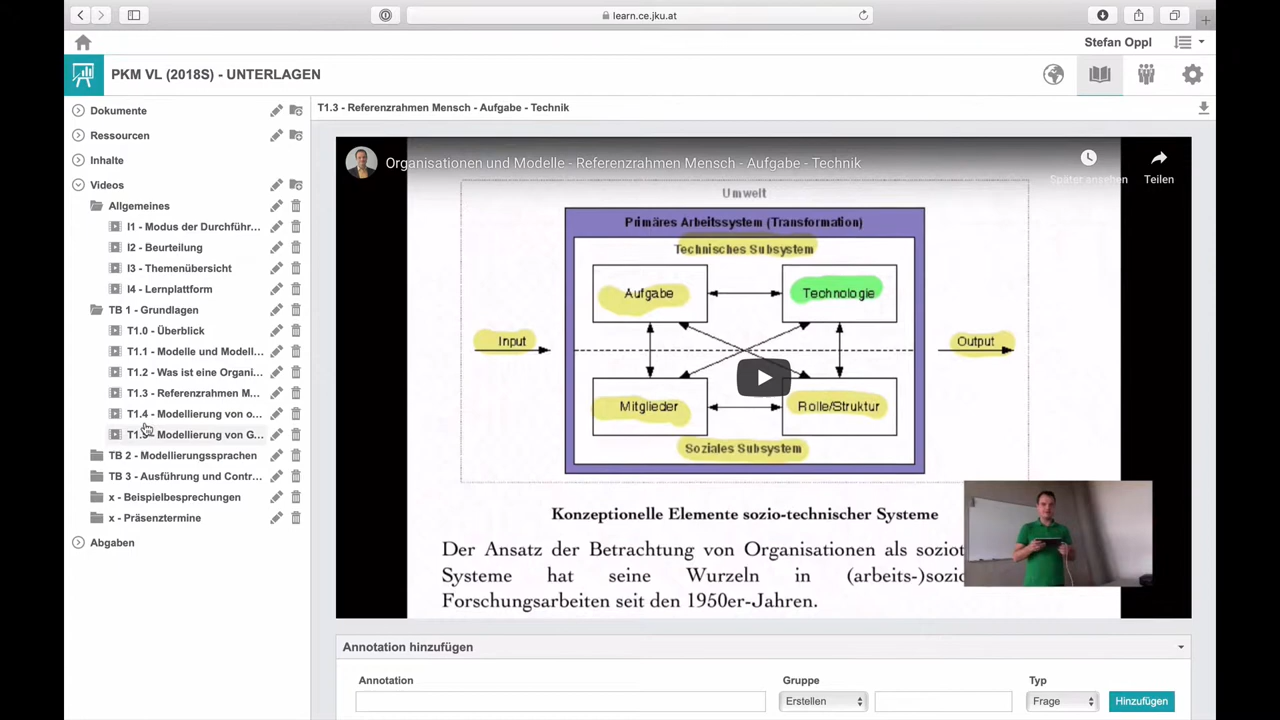 learn.ce.jku.at
Stefan Oppl
PKM VL (2018S) - UNTERLAGEN
Dokumente
Ressourcen
Inhalte
Videos
Allgemeines
I1 - Modus der Durchführ...
I2 - Beurteilung
I3 - Themenübersicht
I4 - Lernplattform
TB 1 - Grundlagen
T1.0 - Überblick
T1.1 - Modelle und Modell...
T1.2 - Was ist eine Organi...
T1.3 - Referenzrahmen M...
T1.4 - Modellierung von o...
Modellierung von G...
TB 2 - Modellierungssprachen
TB 3 - Ausführung und Contr...
x - Beispielbesprechungen
x - Präsenztermine
Abgaben
T1.3 - Referenzrahmen Mensch - Aufgabe - Technik
Organisationen und Modelle - Referenzrahmen Mensch - Aufgabe - Technik
Später ansehen
Teilen
Umwelt
Primäres Arbeitssystem (Transformation)
Technisches Subsystem
Aufgabe
Technologie
Input
Output
Mitglieder
Rolle/Struktur
Soziales Subsystem
Konzeptionelle Elemente sozio-technischer Systeme
Der Ansatz der Betrachtung von Organisationen als soziot
Systeme hat seine Wurzeln in (arbeits-)sozio
Forschungsarbeiten seit den 1950er-Jahren.
Annotation hinzufügen
Annotation
Gruppe
Typ
Erstellen
Frage
Hinzufügen